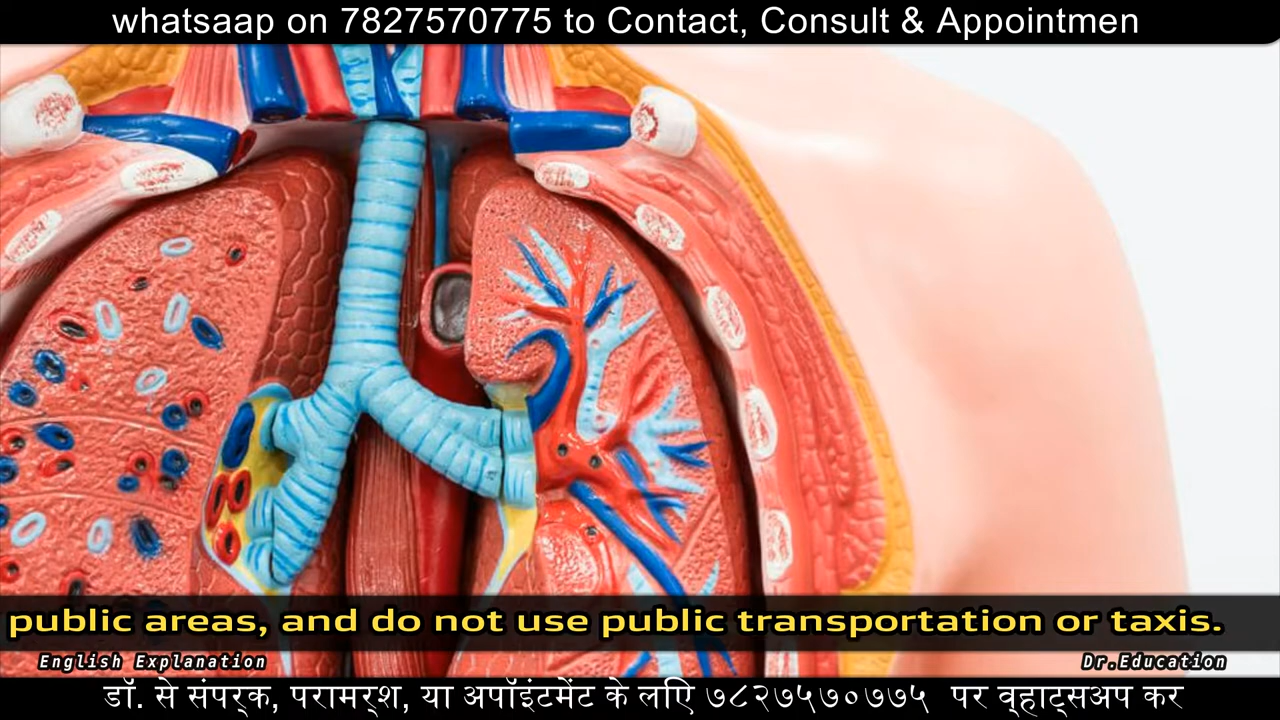 whatsaap on 7827570775 to Contact, Consult & Appointmen
public areas, and do not use public transportation or taxis.
English Explanation
Dr.Education
डॉ. से संपर्क, परामर्श, या अपॉइंटमेंट के लिए ७८२७५७०७७५ पर व्हाट्सअप कर